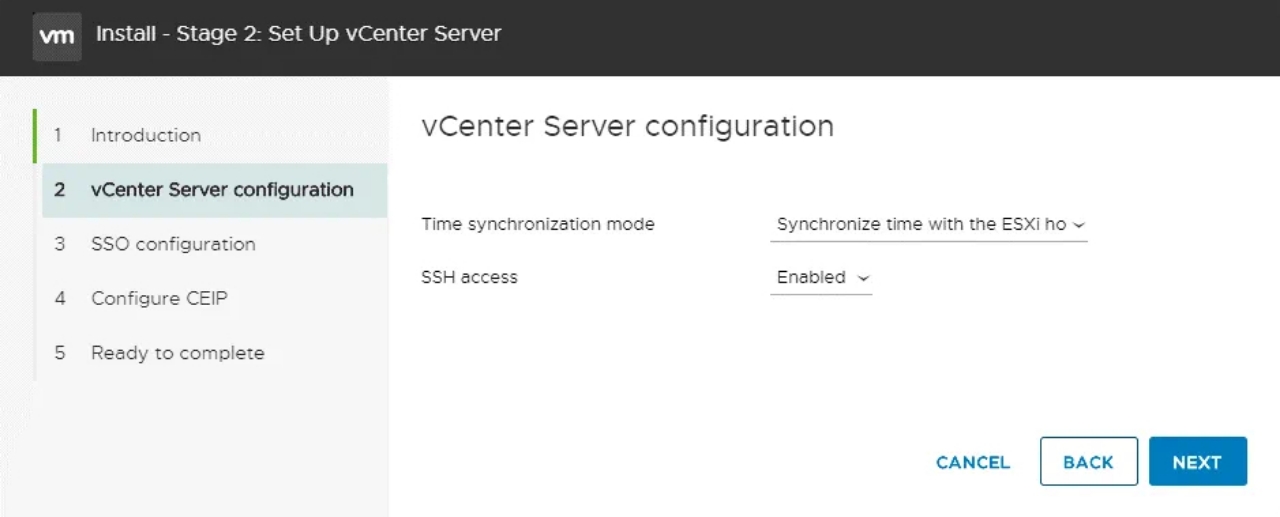 vm Install - Stage 2: Set Up vCenter Server
1 Introduction
2 vCenter Server configuration
3 SSO configuration
4 Configure CEIP
5 Ready to complete
vCenter Server configuration
Time synchronization mode Synchronize time with the ESXi ho
SSH access Enabled
CANCEL BACK NEXT